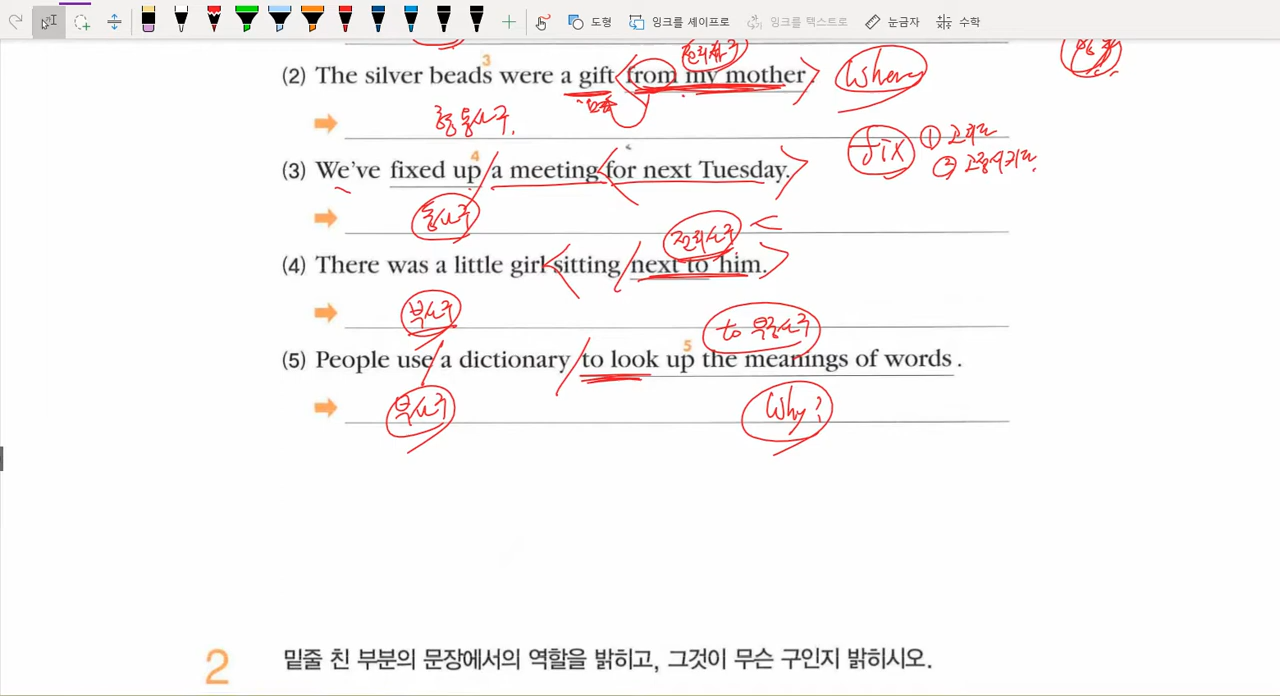 도형 잉크를 셰이프로 잉크를 텍스트로 눈금자 수학
전치사구
3
(2) The silver beads were a gift from my mother.
where
형용사구.
fix ① 고치다
② 고정시키다.
4
(3) We've fixed up a meeting for next Tuesday.
동사구
전치사구
(4) There was a little girl sitting next to him.
부사구
to 부정사구
5
(5) People use a dictionary to look up the meanings of words.
부사구
Why?
2 밑줄 친 부분의 문장에서의 역할을 밝히고, 그것이 무슨 구인지 밝히시오.